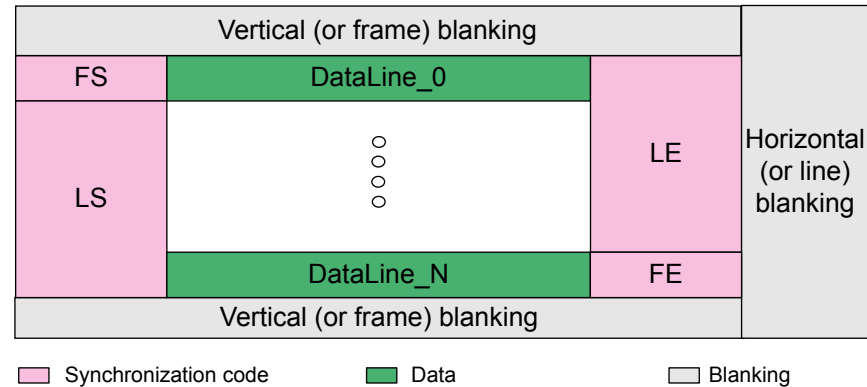 Vertical (or frame) blanking
FS
DataLine_0
LE
Horizontal
(or line)
blanking
LS
DataLine_N
FE
Vertical (or frame) blanking
Synchronization code
Data
Blanking